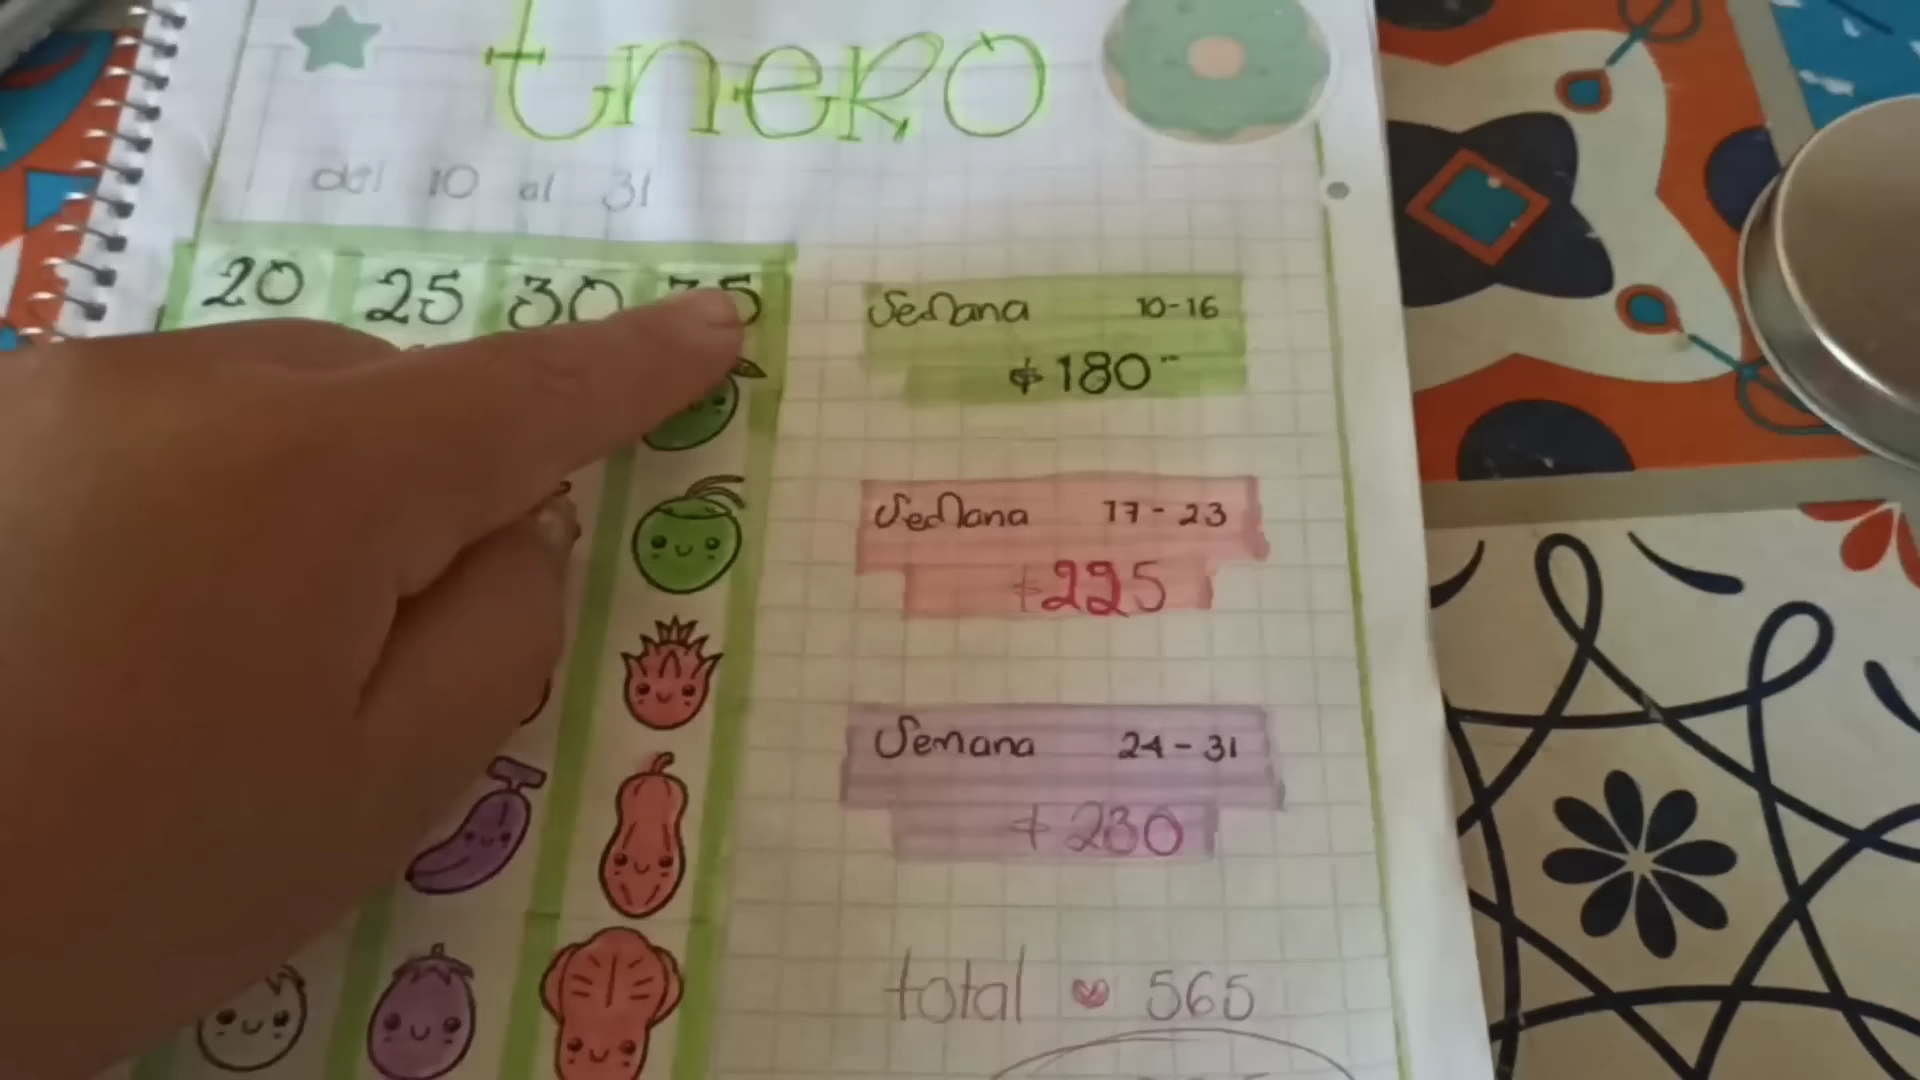 Enero
del 10 al 31
20 25 30 35
Semana 10-16
¢180
Semana 17-23
¢225
Semana 24-31
¢230
total 565